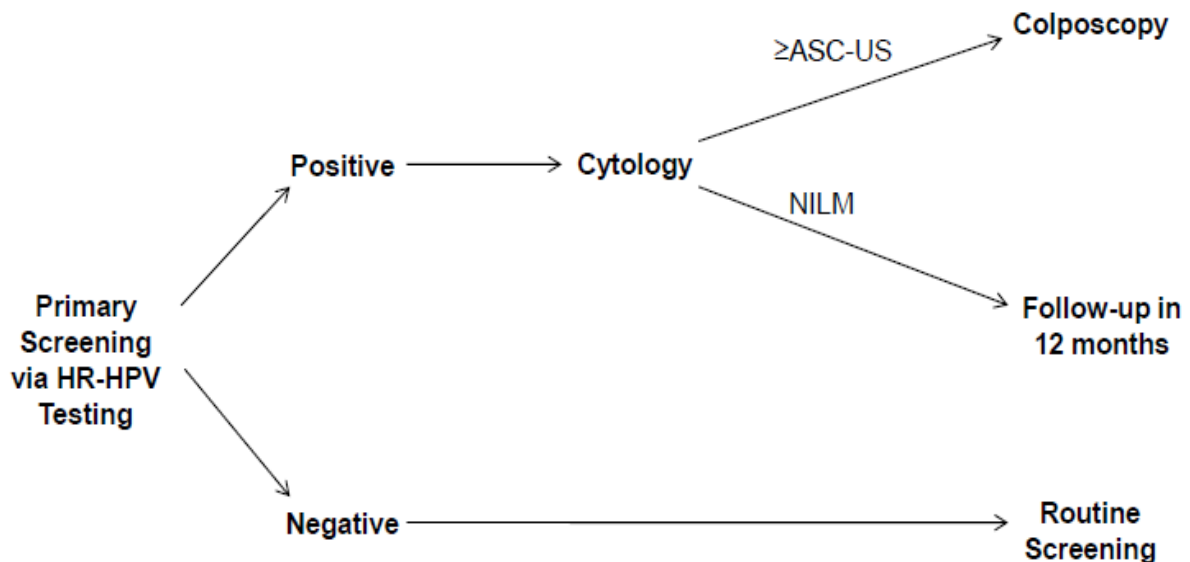 Colposcopy
≥ASC-US
Positive
Cytology
NILM
Primary
Screening
via HR-HPV
Testing
Follow-up in
12 months
Negative
Routine
Screening